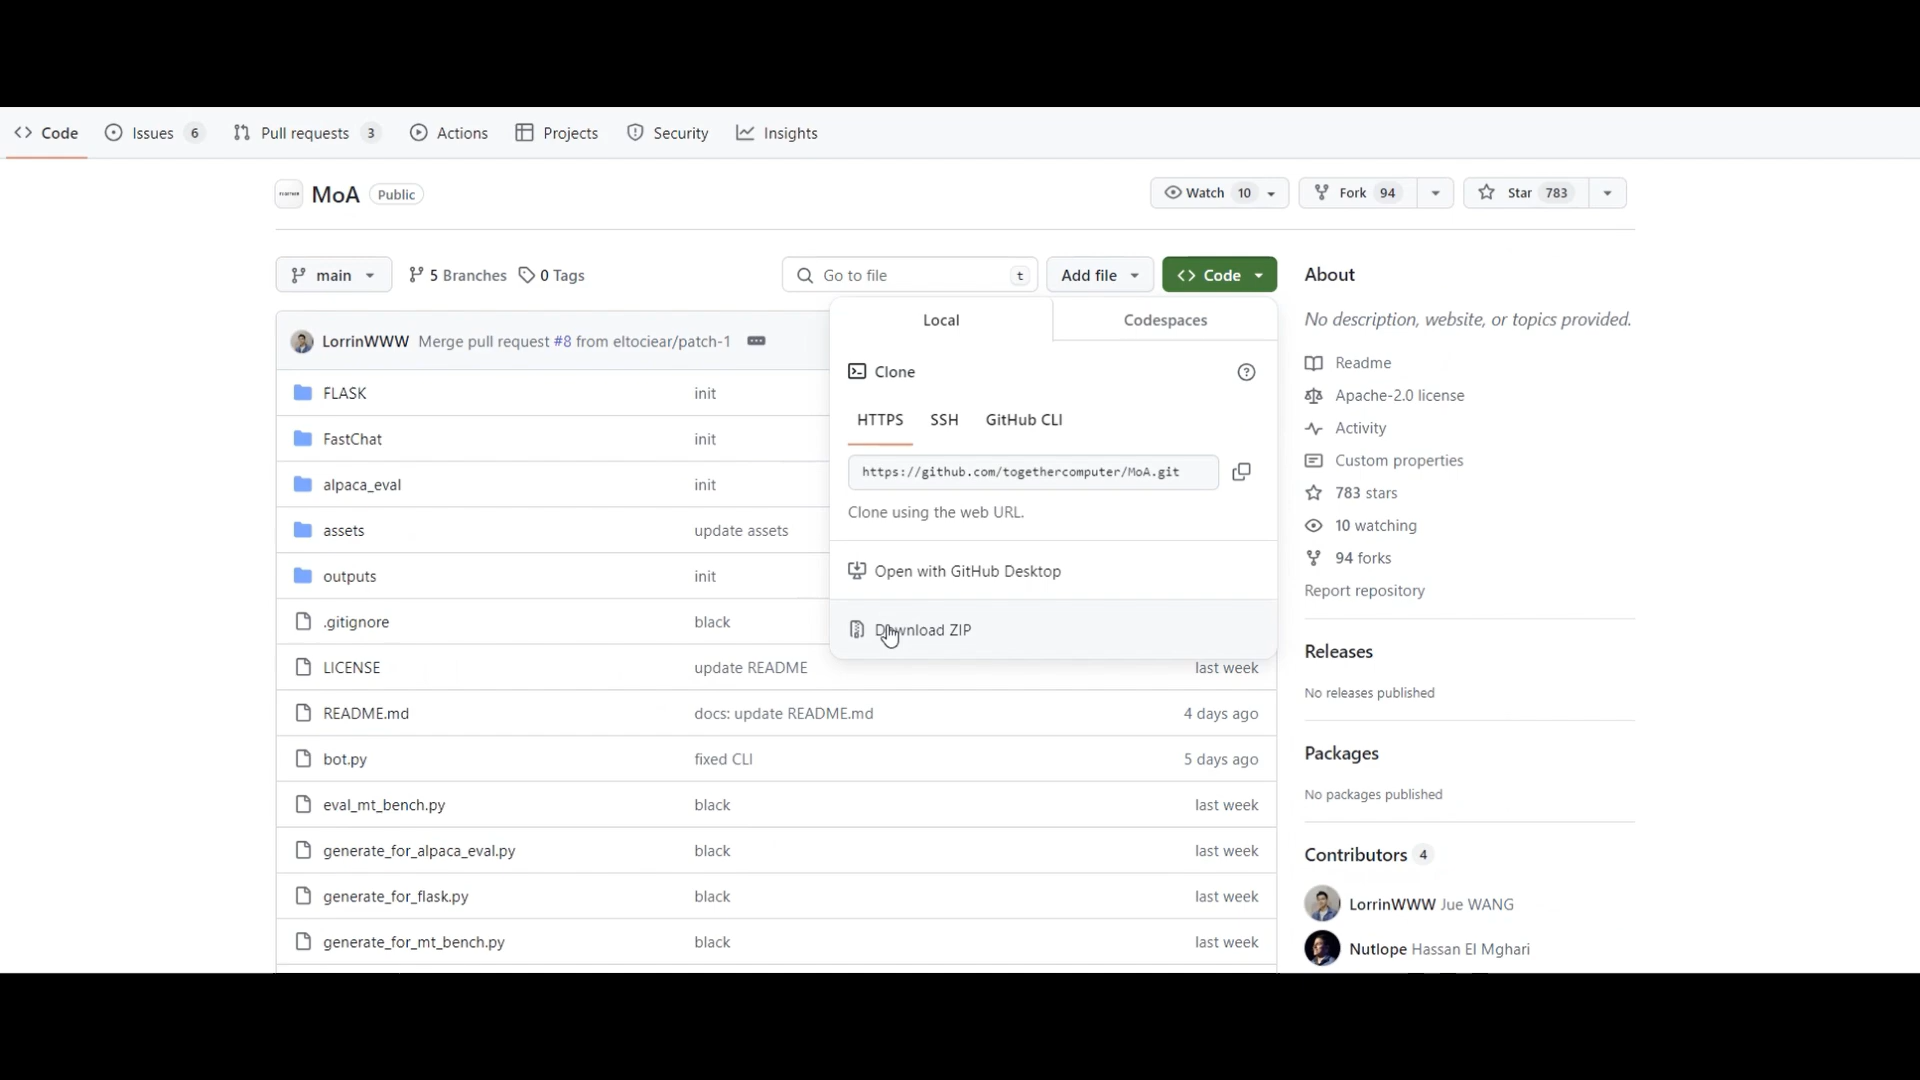 Code Issues 6 Pull requests 3 Actions Projects Security Insights
MoA Public Watch 10 Fork 94 Star 783
main 5 Branches 0 Tags Go to file t Add file Code
LorrinWWW Merge pull request #8 from eltociear/patch-1
FLASK init
FastChat init
alpaca_eval init
assets update assets
outputs init
.gitignore black
LICENSE update README last week
README.md docs: update README.md 4 days ago
bot.py fixed CLI 5 days ago
eval_mt_bench.py black last week
generate_for_alpaca_eval.py black last week
generate_for_flask.py black last week
generate_for_mt_bench.py black last week
Local Codespaces
Clone
HTTPS SSH GitHub CLI
https://github.com/togethercomputer/MoA.git
Clone using the web URL.
Open with GitHub Desktop
Download ZIP
About
No description, website, or topics provided.
Readme
Apache-2.0 license
Activity
Custom properties
783 stars
10 watching
94 forks
Report repository
Releases
No releases published
Packages
No packages published
Contributors 4
LorrinWWW Jue WANG
Nutlope Hassan El Mghari